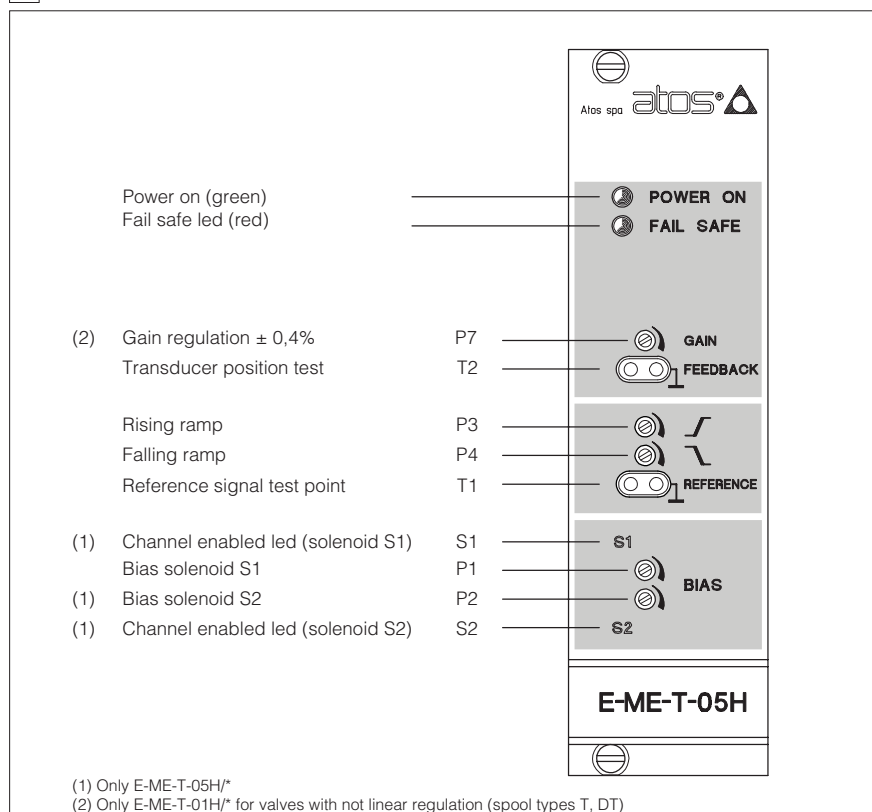 Atos spa atos®
Power on (green) POWER ON
Fail safe led (red) FAIL SAFE
(2) Gain regulation ± 0,4% P7 GAIN
Transducer position test T2 FEEDBACK
Rising ramp P3
Falling ramp P4
Reference signal test point T1 REFERENCE
(1) Channel enabled led (solenoid S1) S1 S1
Bias solenoid S1 P1
BIAS
(1) Bias solenoid S2 P2
(1) Channel enabled led (solenoid S2) S2 S2
E-ME-T-05H
(1) Only E-ME-T-05H/*
(2) Only E-ME-T-01H/* for valves with not linear regulation (spool types T, DT)